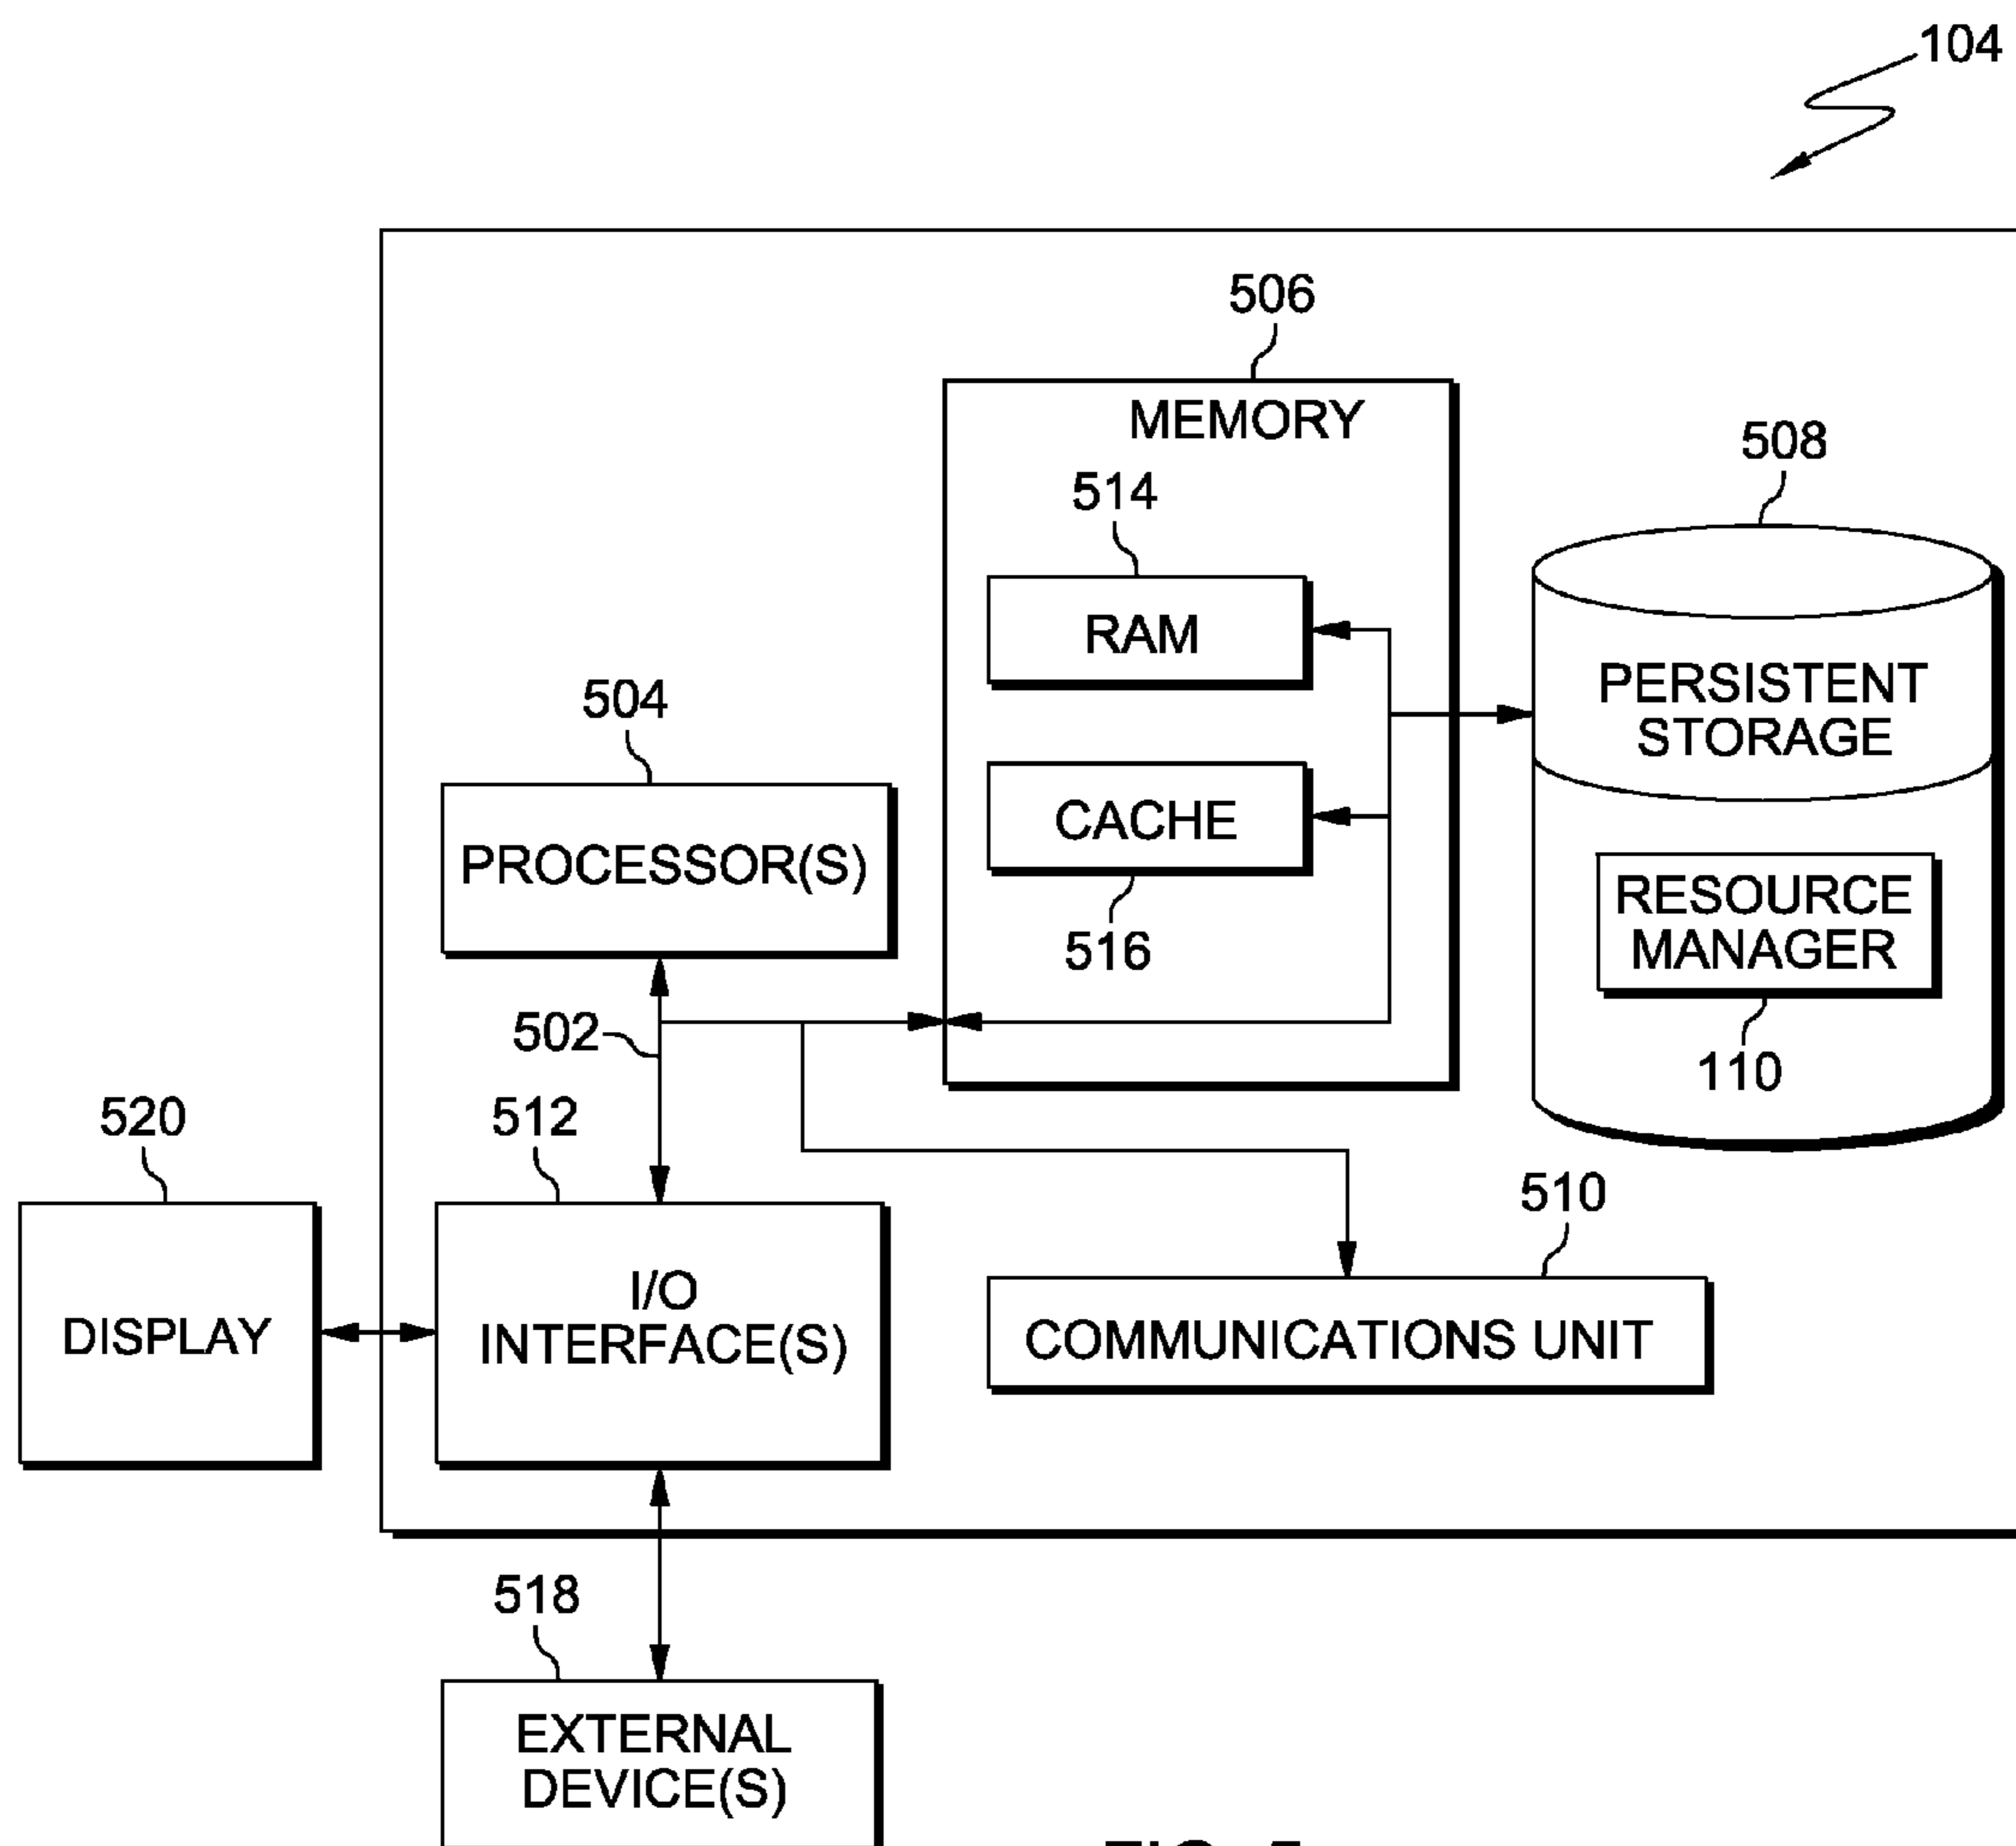 104
506
MEMORY
508
514
RAM
PERSISTENT
STORAGE
504
PROCESSOR(S)
CACHE
516
RESOURCE
MANAGER
110
502
520
512
510
DISPLAY
I/O
INTERFACE(S)
COMMUNICATIONS UNIT
518
EXTERNAL
DEVICE(S)